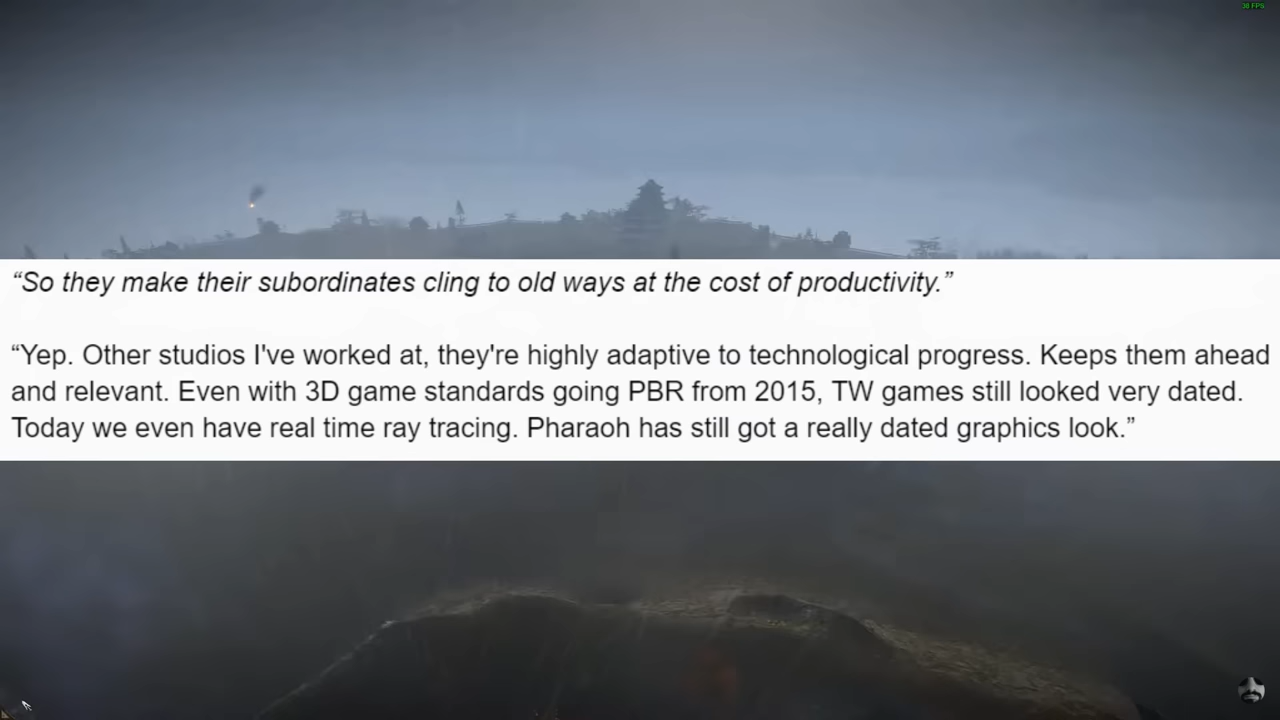 38 FPS
“So they make their subordinates cling to old ways at the cost of productivity.”
“Yep. Other studios I've worked at, they're highly adaptive to technological progress. Keeps them ahead
and relevant. Even with 3D game standards going PBR from 2015, TW games still looked very dated.
Today we even have real time ray tracing. Pharaoh has still got a really dated graphics look.”